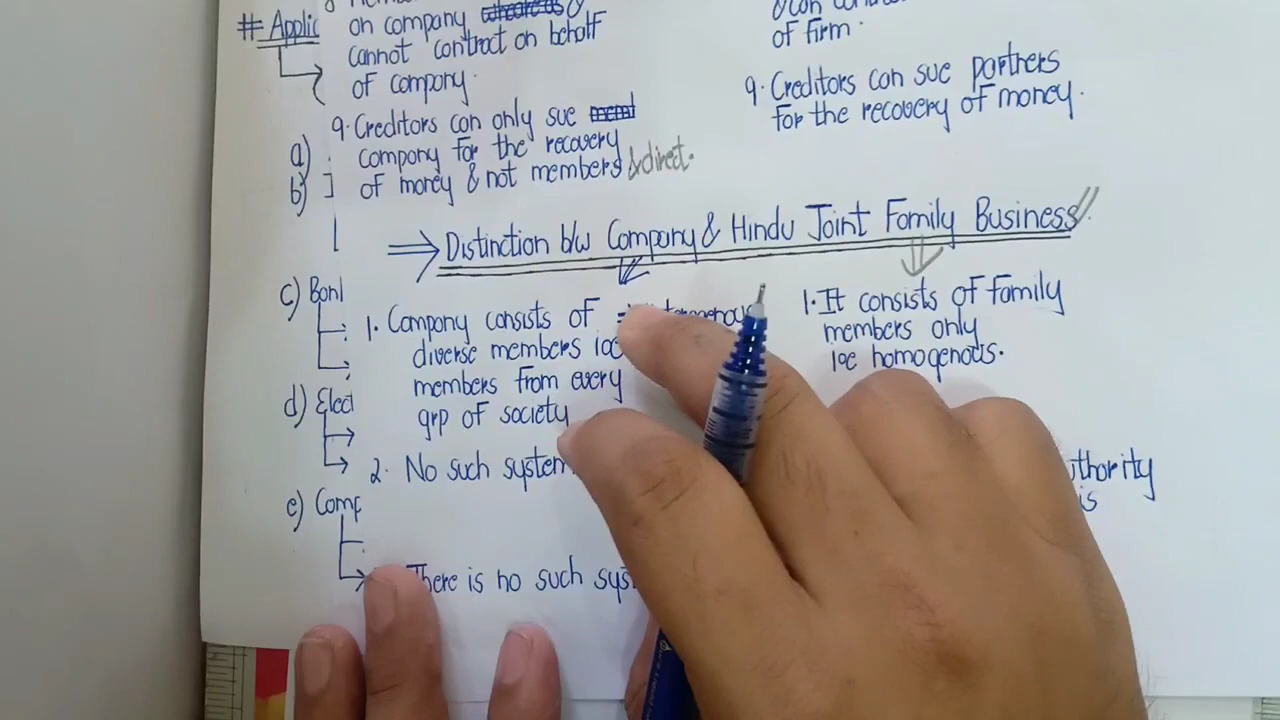 # Applic
on company
cannot contract on behalf
of company.
9. Creditors can only sue
company for the recovery
of money & not members & direct.
of firm.
9. Creditors can sue partners
for the recovery of money.
a)
b)
c) Bonl
d) Elect
e) Comp
⇒ Distinction b/w Company & Hindu Joint Family Business
1. Company consists of
diverse members ice
members from every
grp of society
2. No such system
There is no such sys
1. It consists of family
members only
ice homogenous.
uthority
is